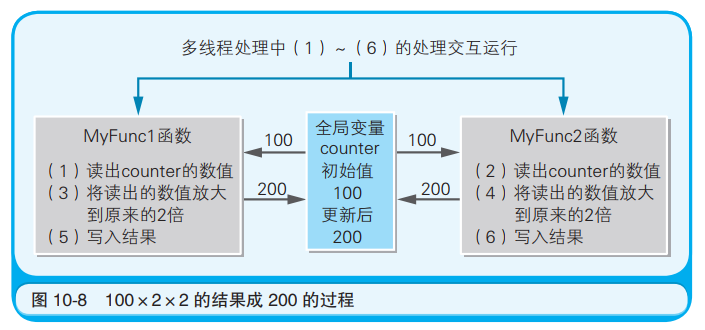 多线程处理中（1）~（6）的处理交互运行
MyFunc1函数
（1）读出counter的数值
（3）将读出的数值放大
到原来的2倍
（5）写入结果
100
200
全局变量
counter
初始值
100
更新后
200
100
200
MyFunc2函数
（2）读出counter的数值
（4）将读出的数值放大
到原来的2倍
（6）写入结果
图 10-8 100×2×2 的结果成 200 的过程